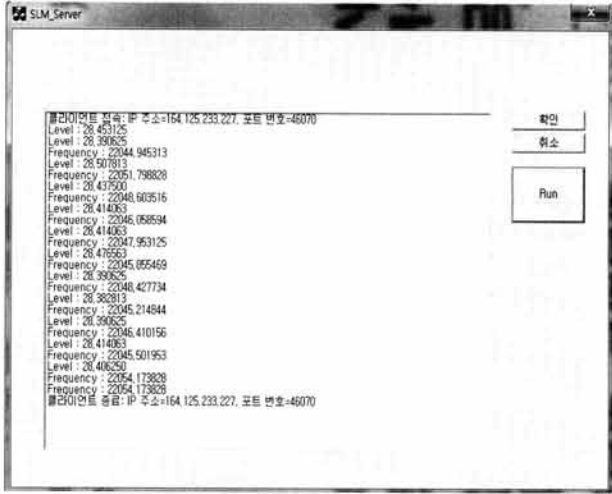 SLM_Server
클라이언트 접속: IP 주소=164,125,233,227, 포트 번호=46070
Level : 28,453125
Level : 28,390625
Frequency : 22044,945313
Level : 28,507813
Frequency : 22051,798828
Level : 28,437500
Frequency : 22048,603516
Level : 28,414063
Frequency : 22046,058594
Level : 28,414063
Frequency : 22047,953125
Level : 28,476563
Frequency : 22045,855469
Level : 28,390625
Frequency : 22048,427734
Level : 28,382813
Frequency : 22045,214844
Level : 28,390625
Frequency : 22046,410156
Level : 28,414063
Frequency : 22045,501953
Level : 28,406250
Frequency : 22054,173828
Frequency : 22054,173828
클라이언트 종료: IP 주소=164,125,233,227, 포트 번호=46070
확인
취소
Run